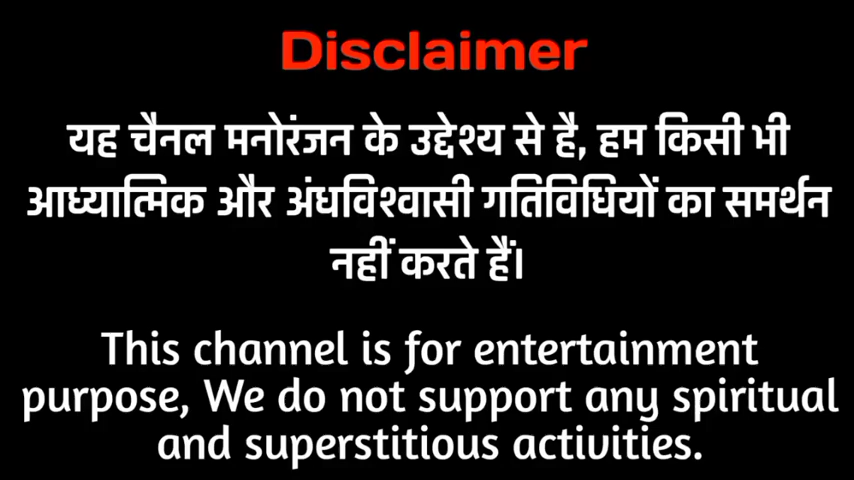 Disclaimer
यह चैनल मनोरंजन के उद्देश्य से है, हम किसी भी
आध्यात्मिक और अंधविश्वासी गतिविधियों का समर्थन
नहीं करते हैं।
This channel is for entertainment
purpose, We do not support any spiritual
and superstitious activities.